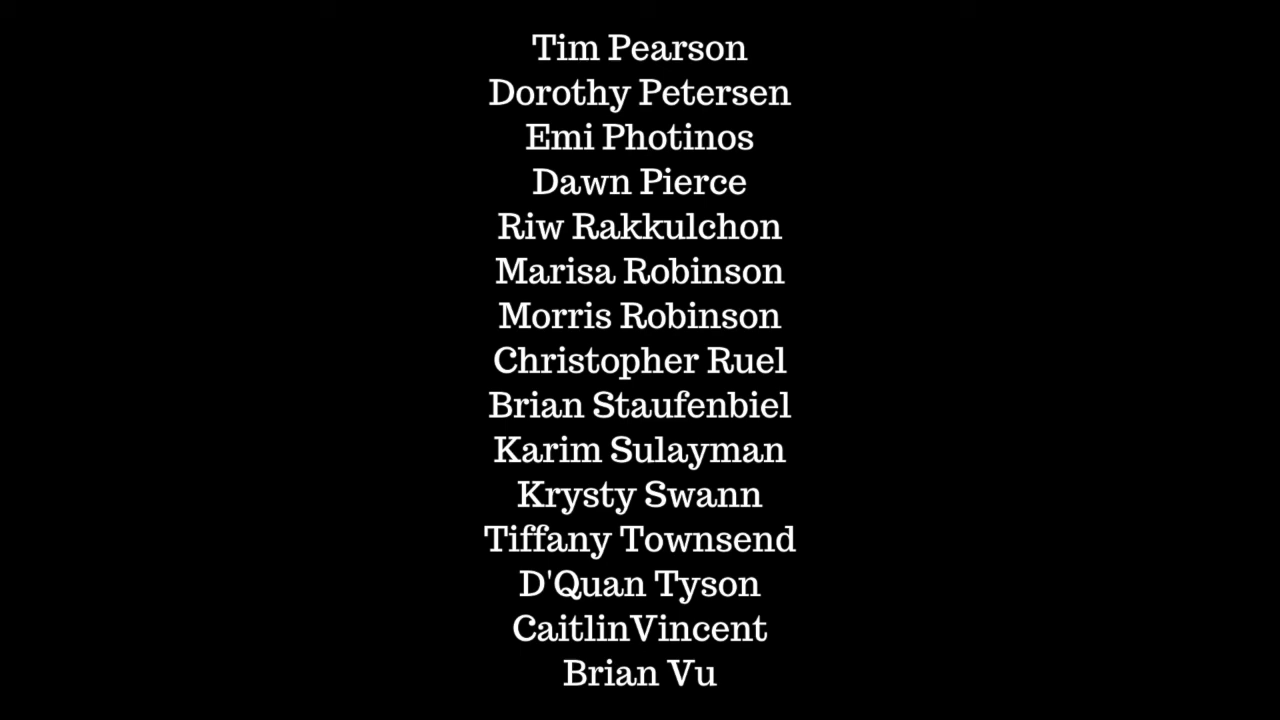 Tim Pearson
Dorothy Petersen
Emi Photinos
Dawn Pierce
Riw Rakkulchon
Marisa Robinson
Morris Robinson
Christopher Ruel
Brian Staufenbiel
Karim Sulayman
Krysty Swann
Tiffany Townsend
D'Quan Tyson
CaitlinVincent
Brian Vu